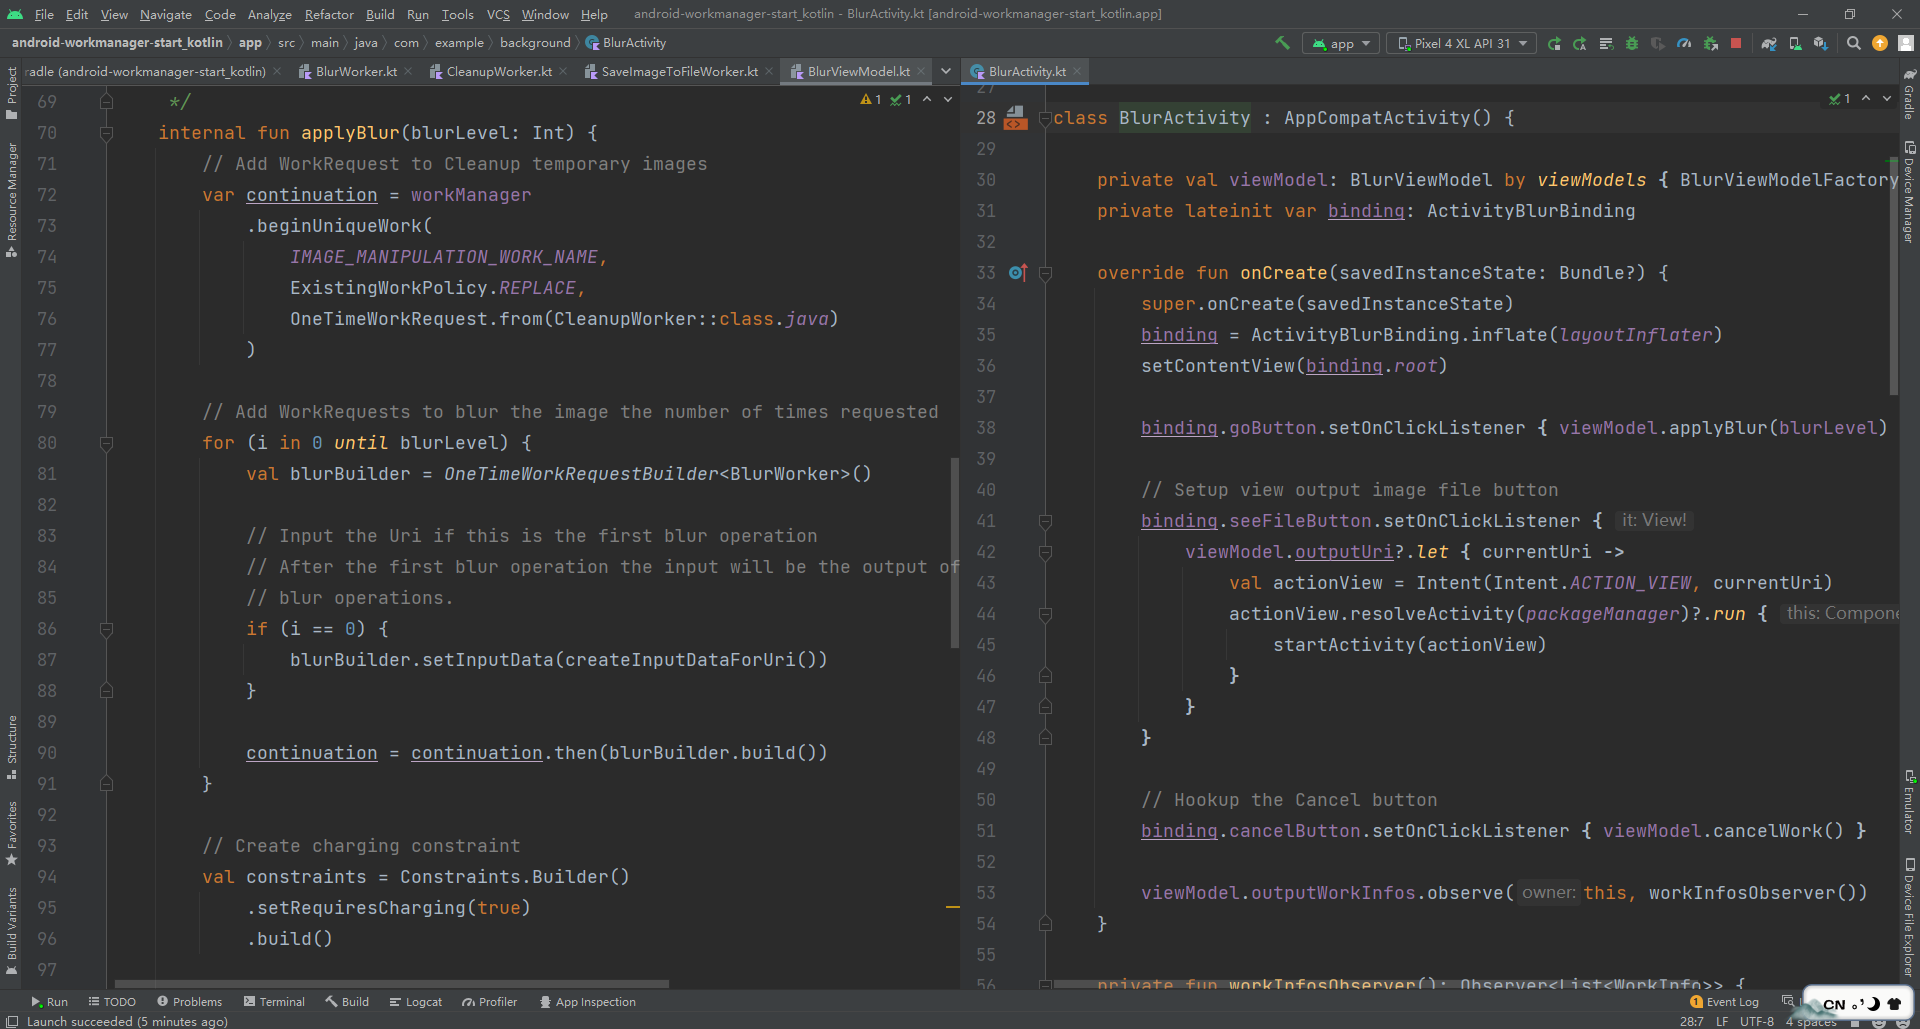 File Edit View Navigate Code Analyze Refactor Build Run Tools VCS Window Help android-workmanager-start_kotlin - BlurActivity.kt [android-workmanager-start_kotlin.app]
android-workmanager-start_kotlin app src main java com example background BlurActivity app Pixel 4 XL API 31
radle (android-workmanager-start_kotlin) BlurWorker.kt CleanupWorker.kt SaveImageToFileWorker.kt BlurViewModel.kt BlurActivity.kt
Project
Resource Manager
Structure
Favorites
Build Variants
1 1
69 */
70 internal fun applyBlur(blurLevel: Int) {
71 // Add WorkRequest to Cleanup temporary images
72 var continuation = workManager
73 .beginUniqueWork(
74 IMAGE_MANIPULATION_WORK_NAME,
75 ExistingWorkPolicy.REPLACE,
76 OneTimeWorkRequest.from(CleanupWorker::class.java)
77 )
78
79 // Add WorkRequests to blur the image the number of times requested
80 for (i in 0 until blurLevel) {
81 val blurBuilder = OneTimeWorkRequestBuilder<BlurWorker>()
82
83 // Input the Uri if this is the first blur operation
84 // After the first blur operation the input will be the output of
85 // blur operations.
86 if (i == 0) {
87 blurBuilder.setInputData(createInputDataForUri())
88 }
89
90 continuation = continuation.then(blurBuilder.build())
91 }
92
93 // Create charging constraint
94 val constraints = Constraints.Builder()
95 .setRequiresCharging(true)
96 .build()
97
1
27
28 class BlurActivity : AppCompatActivity() {
29
30 private val viewModel: BlurViewModel by viewModels { BlurViewModelFactory
31 private lateinit var binding: ActivityBlurBinding
32
33 override fun onCreate(savedInstanceState: Bundle?) {
34 super.onCreate(savedInstanceState)
35 binding = ActivityBlurBinding.inflate(layoutInflater)
36 setContentView(binding.root)
37
38 binding.goButton.setOnClickListener { viewModel.applyBlur(blurLevel)
39
40 // Setup view output image file button
41 binding.seeFileButton.setOnClickListener { it: View!
42 viewModel.outputUri?.let { currentUri ->
43 val actionView = Intent(Intent.ACTION_VIEW, currentUri)
44 actionView.resolveActivity(packageManager)?.run { this: Compone
45 startActivity(actionView)
46 }
47 }
48 }
49
50 // Hookup the Cancel button
51 binding.cancelButton.setOnClickListener { viewModel.cancelWork() }
52
53 viewModel.outputWorkInfos.observe( owner: this, workInfosObserver())
54 }
55
56 private fun workInfosObserver(): Observer<List<WorkInfo>> {
Gradle
Device Manager
Emulator
Device File Explorer
Run TODO Problems Terminal Build Logcat Profiler App Inspection 1 Event Log
Launch succeeded (5 minutes ago) 28:7 LF UTF-8 4 spaces
CN